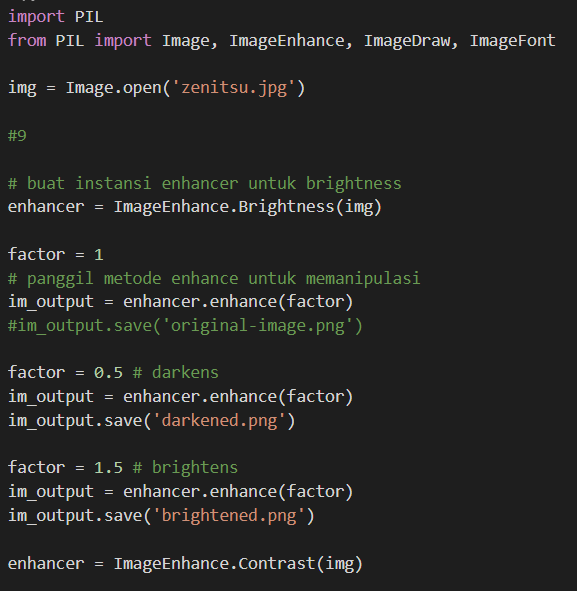 import PIL
from PIL import Image, ImageEnhance, ImageDraw, ImageFont
img = Image.open('zenitsu.jpg')
#9
# buat instansi enhancer untuk brightness
enhancer = ImageEnhance.Brightness(img)
factor = 1
# panggil metode enhance untuk memanipulasi
im_output = enhancer.enhance(factor)
#im_output.save('original-image.png')
factor = 0.5 # darkens
im_output = enhancer.enhance(factor)
im_output.save('darkened.png')
factor = 1.5 # brightens
im_output = enhancer.enhance(factor)
im_output.save('brightened.png')
enhancer = ImageEnhance.Contrast(img)